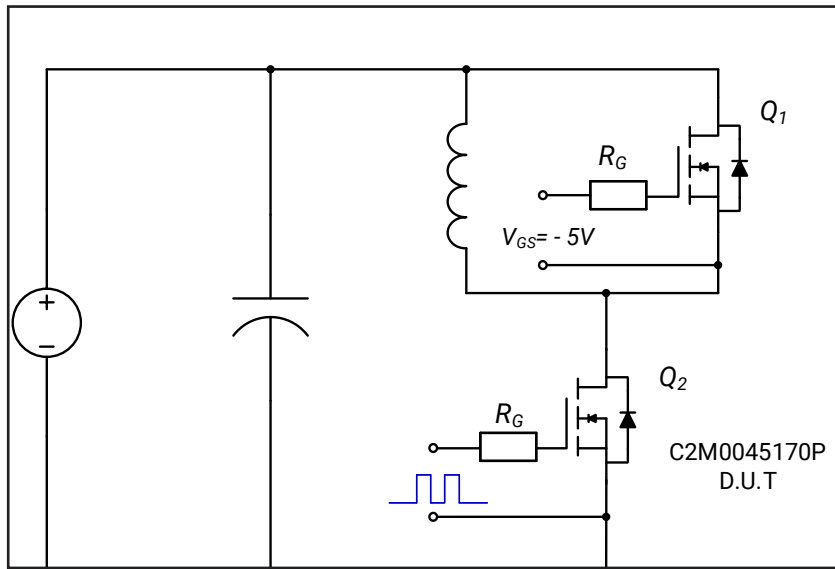 Q1
RG
VGS= - 5V
+
−
Q2
RG
C2M0045170P
D.U.T